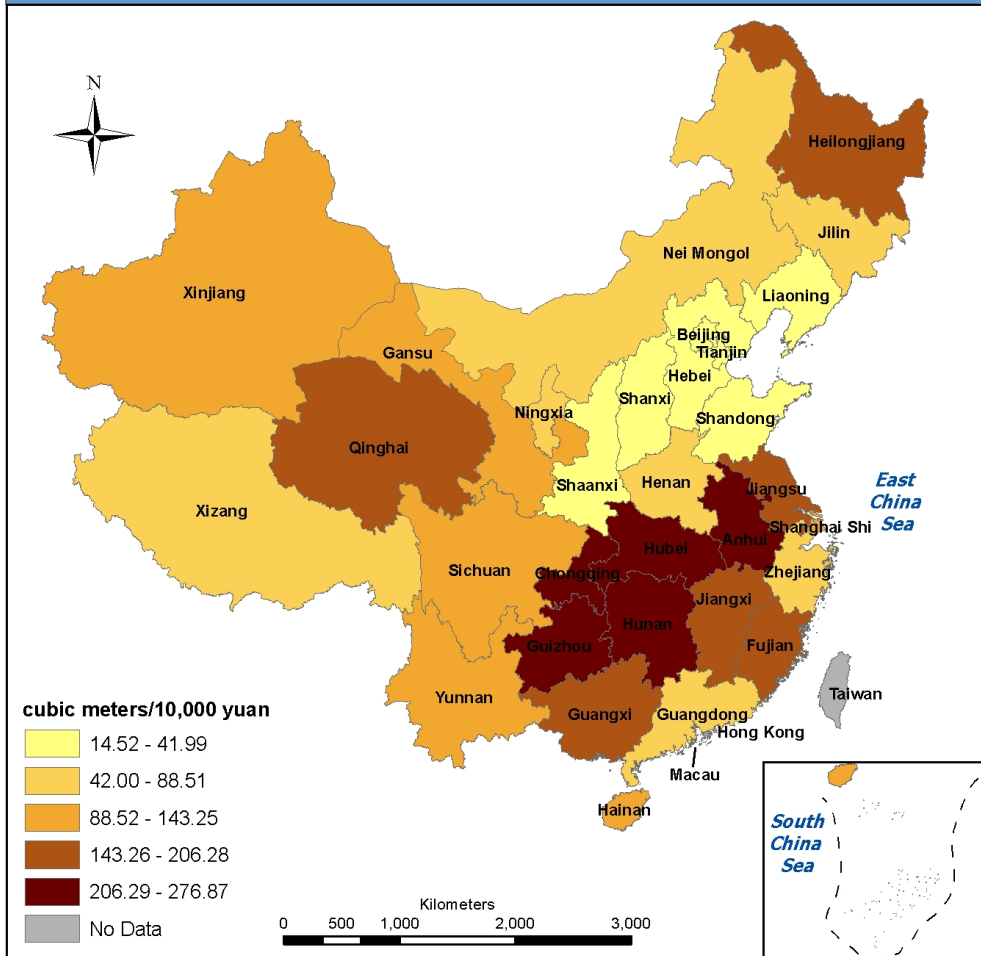 N
Heilongjiang
Jilin
Nei Mongol
Xinjiang
Liaoning
Beijing
Tianjin
Gansu
Hebei
Shanxi
Ningxia
Shandong
Qinghai
Shaanxi
Henan
Jiangsu
East
China
Sea
Xizang
Shanghai Shi
Anhui
Hubei
Sichuan
Chongqing
Zhejiang
Jiangxi
Hunan
Guizhou
Fujian
Taiwan
Yunnan
Guangxi
Guangdong
Hong Kong
Macau
Hainan
cubic meters/10,000 yuan
14.52 - 41.99
42.00 - 88.51
88.52 - 143.25
143.26 - 206.28
206.29 - 276.87
No Data
Kilometers
0 500 1,000 2,000 3,000
South
China
Sea